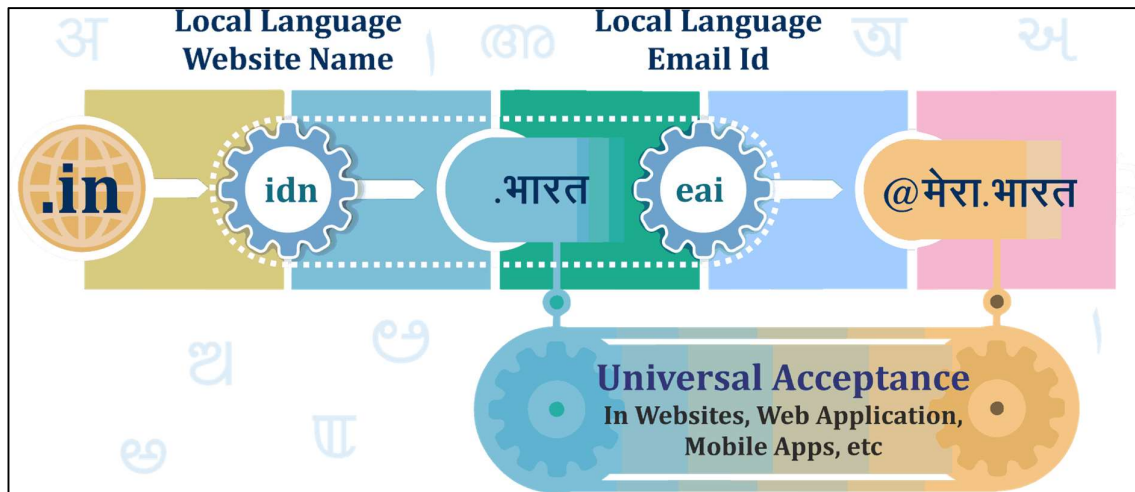 Local Language
Website Name
Local Language
Email Id
अ
।
അ
অ
અ
.in
idn
.भारत
eai
@मेरा.भारत
ଅ
ಅ
అ
ꯑ
।
Universal Acceptance
In Websites, Web Application,
Mobile Apps, etc